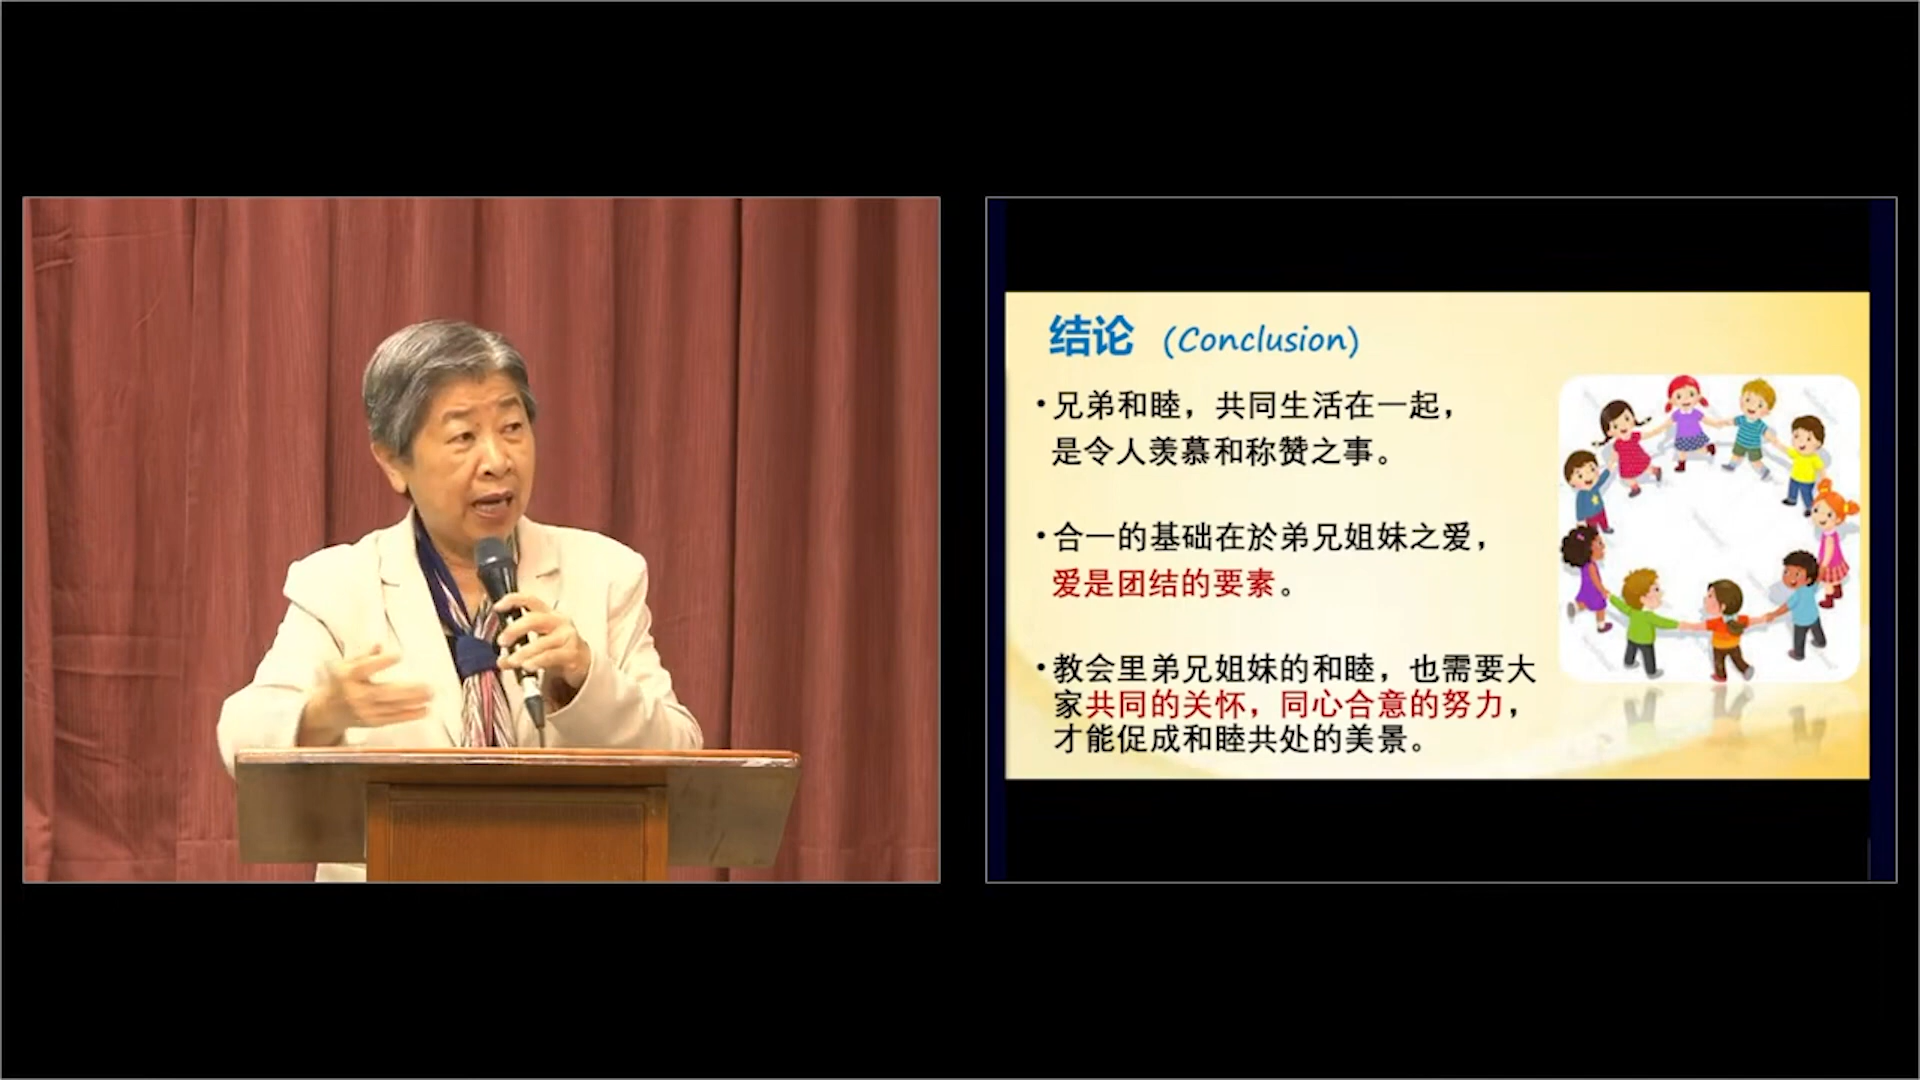 结论 (Conclusion)
•兄弟和睦，共同生活在一起，
是令人羡慕和称赞之事。
•合一的基础在於弟兄姐妹之爱，
爱是团结的要素。
•教会里弟兄姐妹的和睦，也需要大
家共同的关怀，同心合意的努力，
才能促成和睦共处的美景。